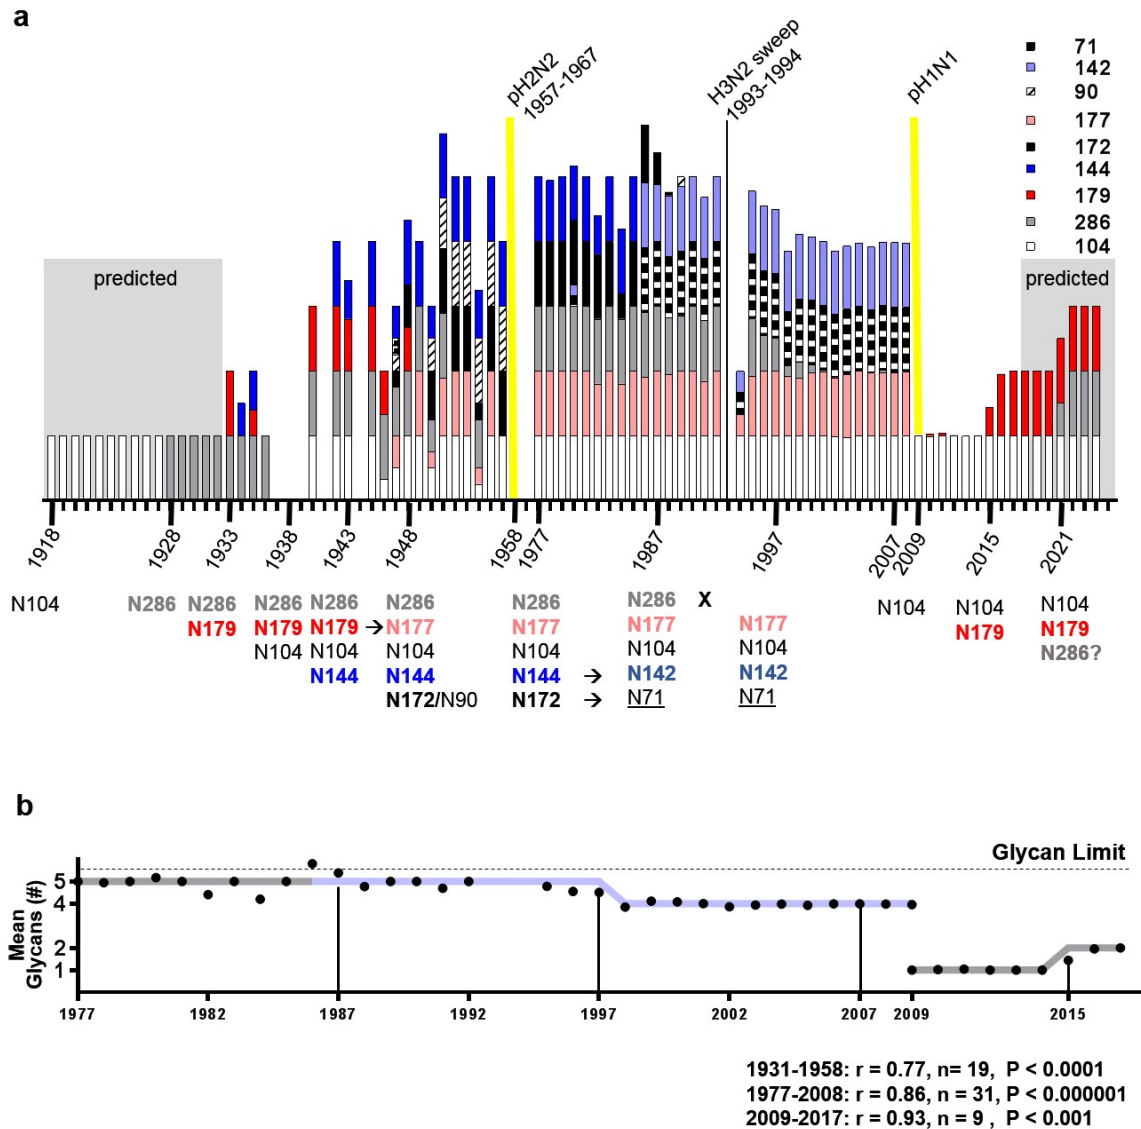 a
pH2N2
1957-1967
H3N2 sweep
1993-1994
pH1N1
71
142
90
177
172
144
179
286
104
predicted
predicted
1918
1928
1933
1938
1943
1948
1958
1977
1987
1997
2007
2009
2015
2021
N104 N286 N286 N286 N286 N286 N286 N286 X N104 N104 N104
N179 N179 N179 → N177 N177 N177 N177 N179 N179
N104 N104 N104 N104 N104 N104 N286?
N144 N144 N144 → N142 N142
N172/N90 N172 → N71 N71
b
Glycan Limit
Mean
Glycans (#)
5
4
2
1
1977 1982 1987 1992 1997 2002 2007 2009 2015
1931-1958: r = 0.77, n= 19, P < 0.0001
1977-2008: r = 0.86, n = 31, P < 0.000001
2009-2017: r = 0.93, n = 9 , P < 0.001